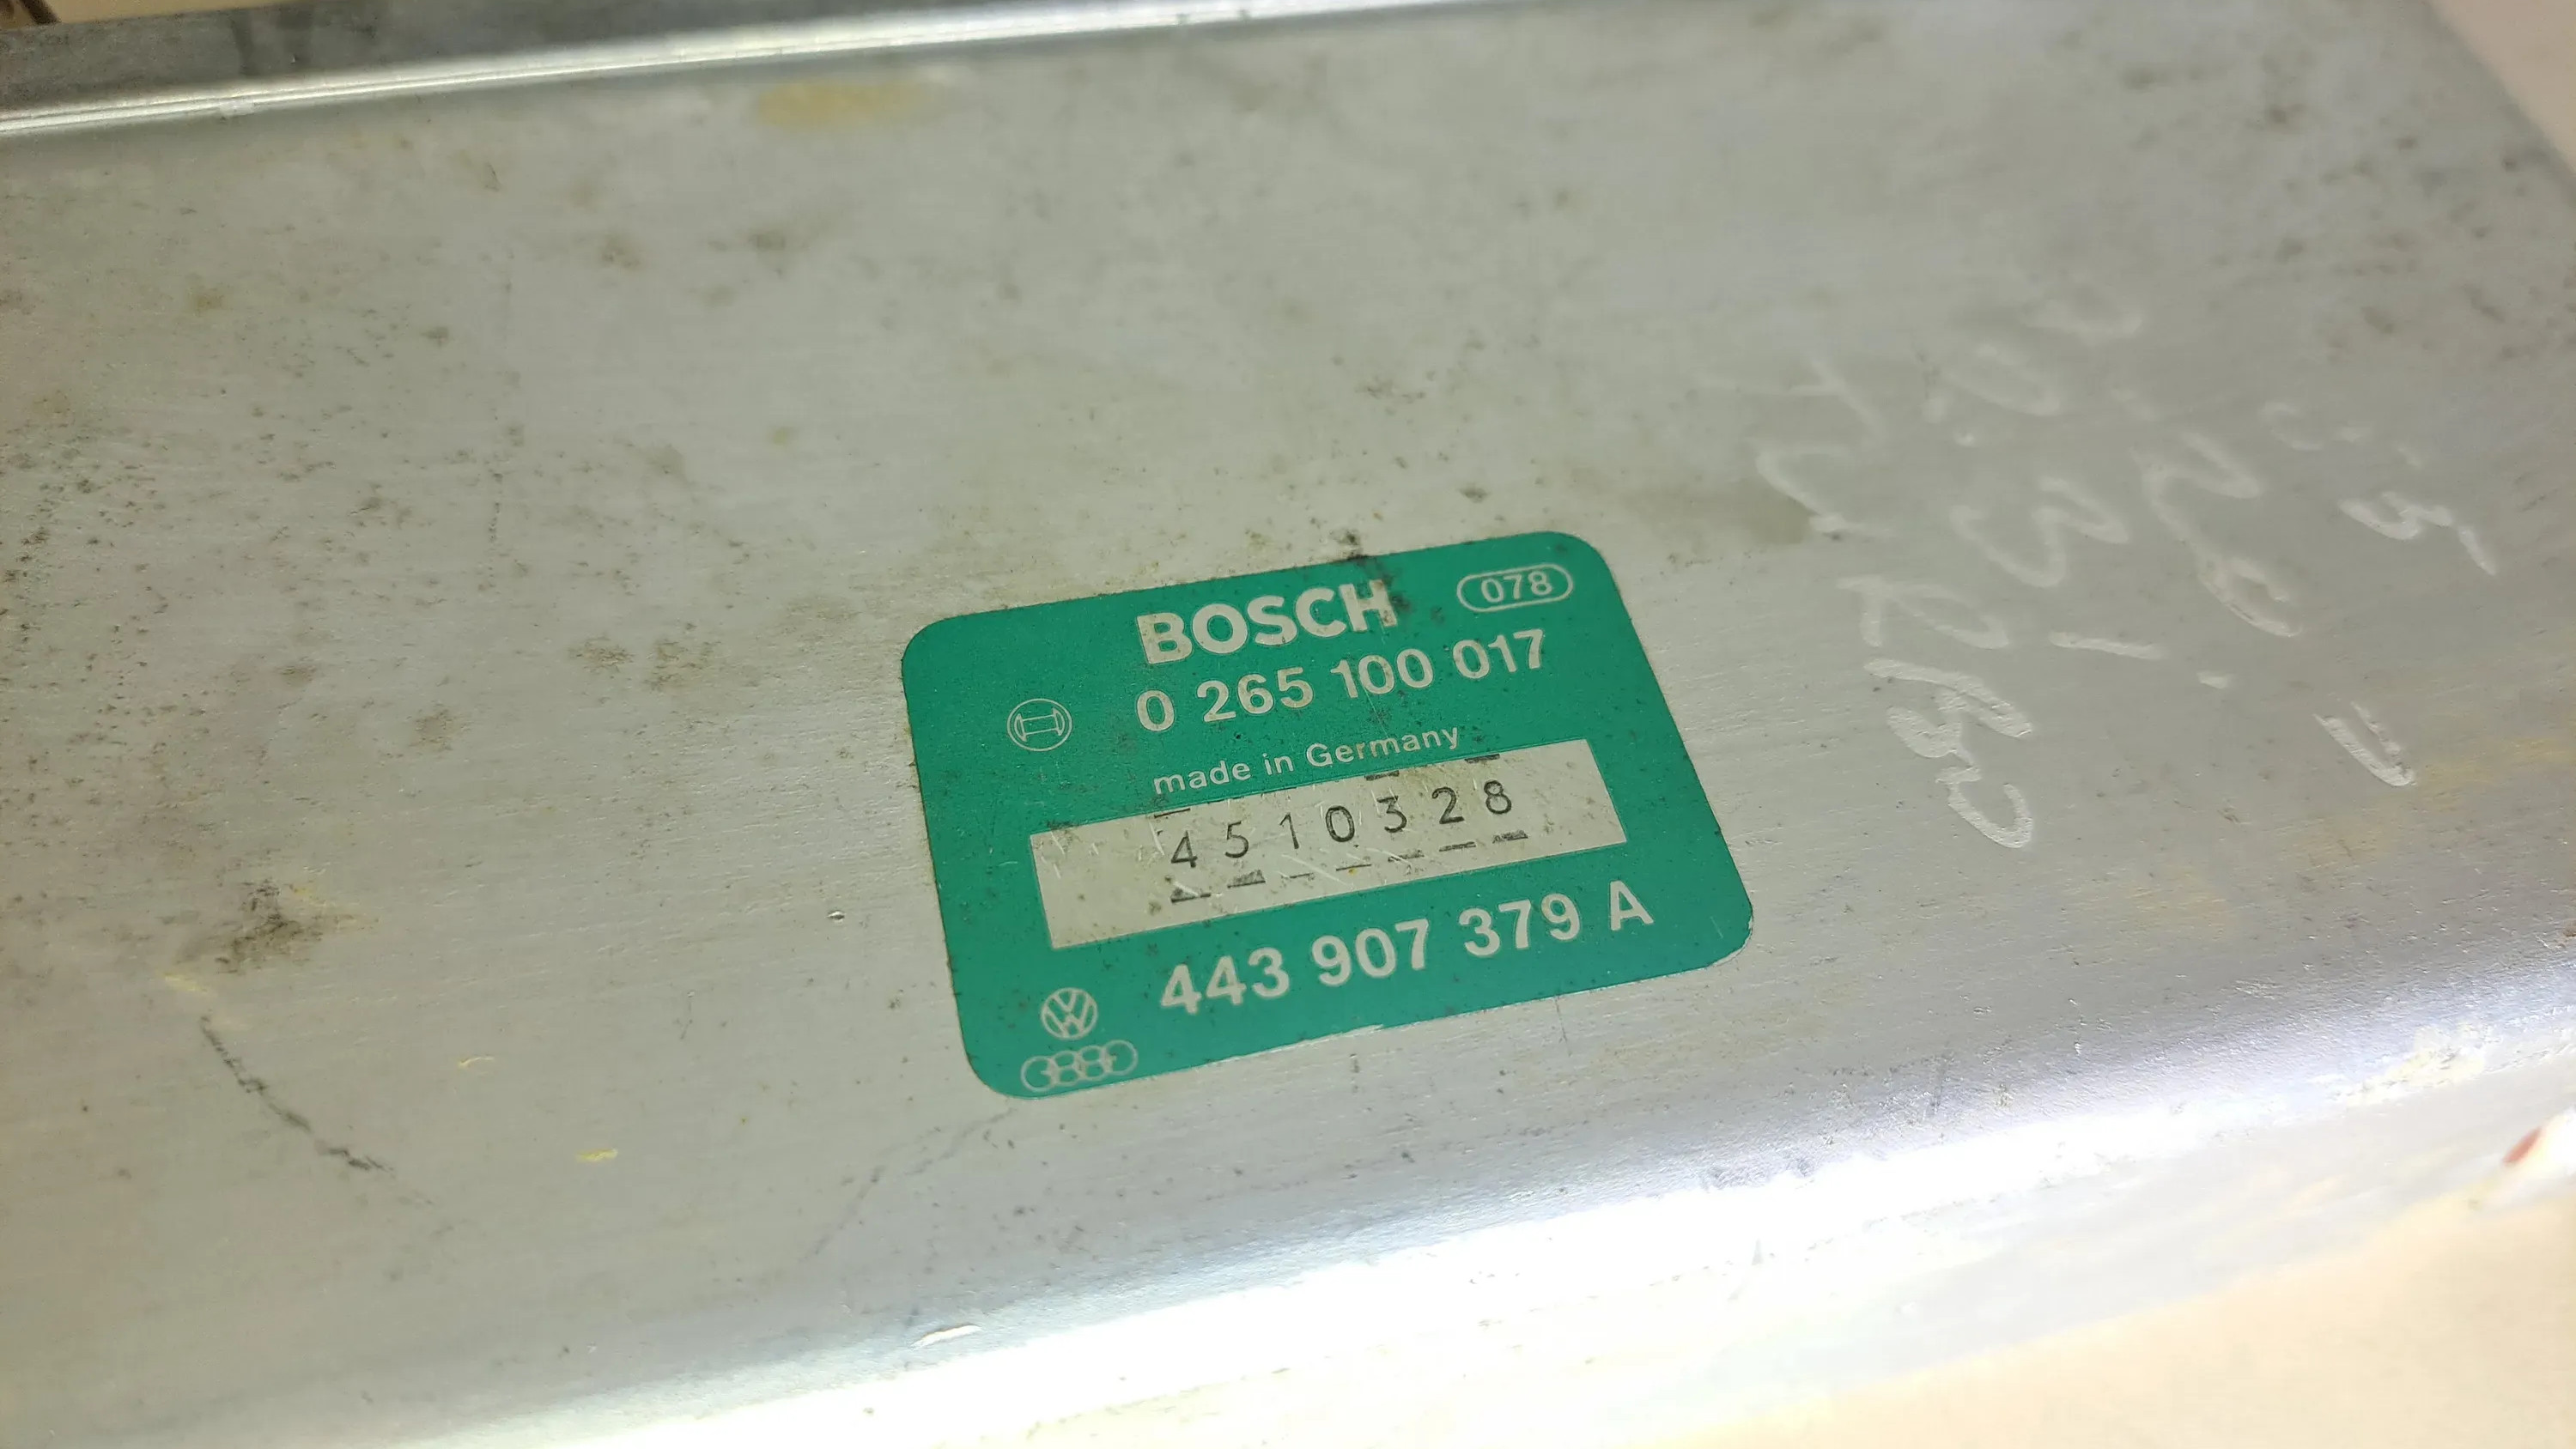 BOSCH
078
0 265 100 017
made in Germany
4510328
443 907 379 A